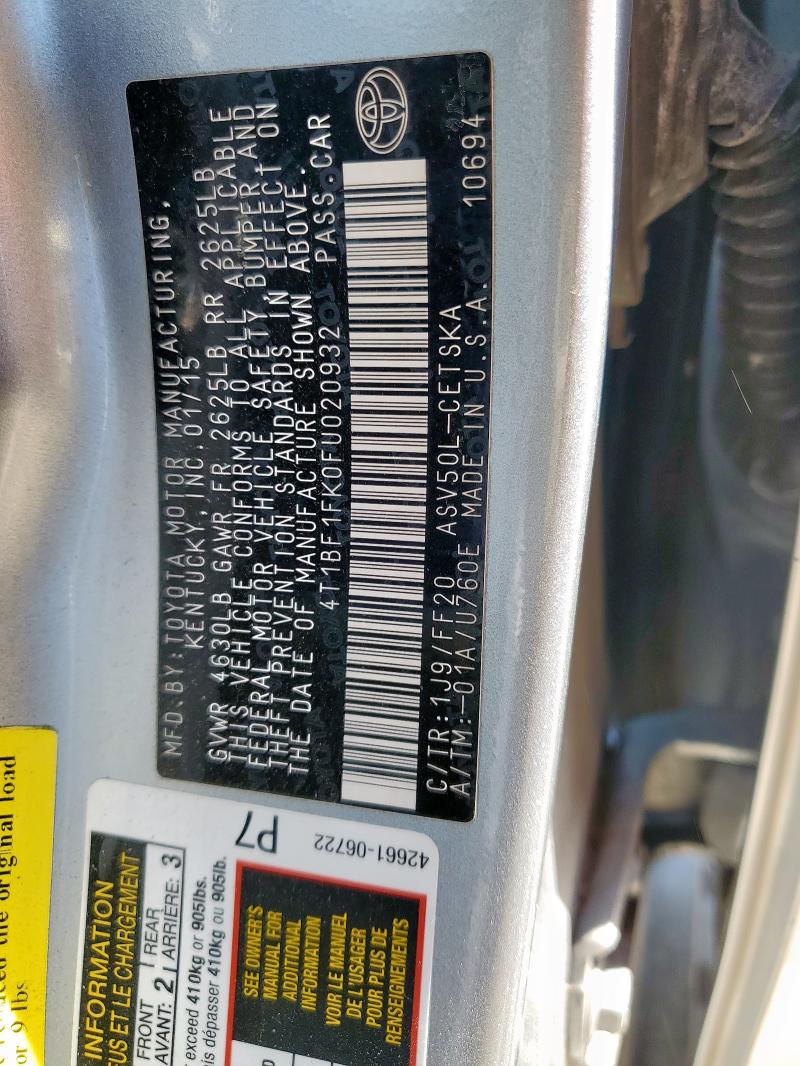 MFD.BY:TOYOTA MOTOR MANUFACTURING,
KENTUCKY,INC.01/15
GVWR 4630LB GAWR FR 2625LB RR 2625LB
THIS VEHICLE CONFORMS TO ALL APPLICABLE
FEDERAL MOTOR VEHICLE SAFETY, BUMPER,AND
THEFT PREVENTION STANDARDS IN EFFECT ON
THE DATE OF MANUFACTURE SHOWN ABOVE.
4T1BF1FK0FU020932 PASS.CAR
C/TR:1J9/FF20 ASV50L-CETSKA
A/TM:-01A/U760E MADE IN U.S.A. 10694
the original load
or 9 lbs
INFORMATION
ET LE CHARGEMENT
FRONT
AVANT: 2
REAR
ARRIÈRE: 3
exceed 410kg or 905lbs.
dépasser 410kg ou 905lb.
P7
42661-06722
SEE OWNER'S
MANUAL FOR
ADDITIONAL
INFORMATION
VOIR LE MANUEL
DE L'USAGER
POUR PLUS DE
RENSEIGNEMENTS